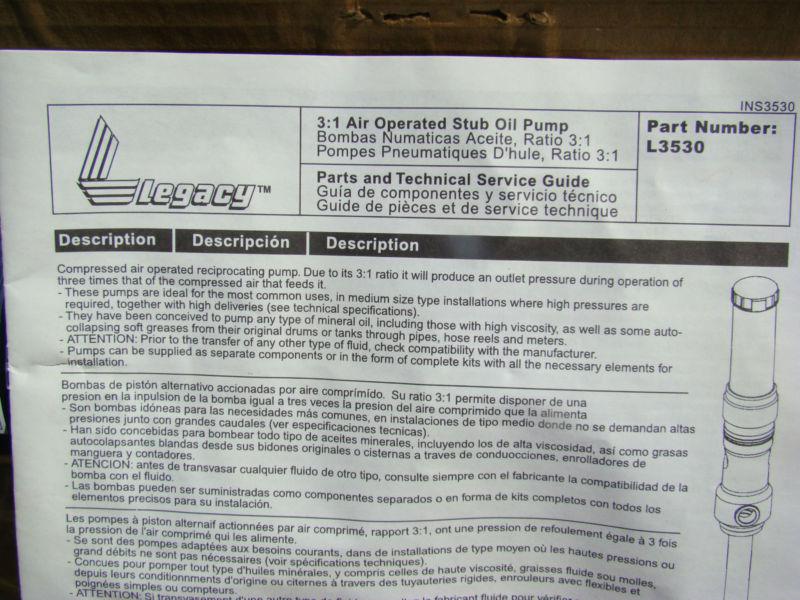 INS3530
Legacy™
3:1 Air Operated Stub Oil Pump
Bombas Numaticas Aceite, Ratio 3:1
Pompes Pneumatiques D'hule, Ratio 3:1
Part Number:
L3530
Parts and Technical Service Guide
Guía de componentes y servicio técnico
Guide de pièces et de service technique
Description Descripción Description
Compressed air operated reciprocating pump. Due to its 3:1 ratio it will produce an outlet pressure during operation of
three times that of the compressed air that feeds it.
- These pumps are ideal for the most common uses, in medium size type installations where high pressures are
required, together with high deliveries (see technical specifications).
- They have been conceived to pump any type of mineral oil, including those with high viscosity, as well as some auto-
collapsing soft greases from their original drums or tanks through pipes, hose reels and meters.
- ATTENTION: Prior to the transfer of any other type of fluid, check compatibility with the manufacturer.
- Pumps can be supplied as separate components or in the form of complete kits with all the necessary elements for
installation.
Bombas de pistón alternativo accionadas por aire comprímido. Su ratio 3:1 permite disponer de una
presion en la inpulsion de la bomba igual a tres veces la presion del aire comprimido que la alimenta
- Son bombas idóneas para las necesidades más comunes, en instalaciones de tipo medio donde no se demandan altas
presiones junto con grandes caudales (ver especificaciones tecnicas).
- Han sido concebidas para bombear todo tipo de aceites minerales, incluyendo los de alta viscosidad, así como grasas
autocolapsantes blandas desde sus bidones originales o cisternas a traves de conduocciones, enrolladores de
manguera y contadores.
- ATENCION: antes de transvasar cualquier fluido de otro tipo, consulte siempre con el fabricante la compatibilidad de la
bomba con el fluido.
- Las bombas pueden ser suministradas como componentes separados o en forma de kits completos con todos los
elementos precisos para su instalación.
Les pompes à piston alternaif actionnées par air comprimé, rapport 3:1, ont une pression de refoulement égale à 3 fois
la pression de l'air comprimé qui les alimente.
- Se sont des pompes adaptées aux besoins courants, dans de installations de type moyen où les hautes pressions ou
grand débits ne sont pas nécessaires (voir spécifications techniques).
- Concues pour pomper tout type d'huiles minérales, y compris celles de haute viscosité, graisses fluide sou molles,
depuis leurs conditionnments d'origine ou citernes à travers des tuyauteries rigides, enrouleurs avec flexibles et
poignées simples ou compteurs.
- ATTENTION: Si fabricant fluide pour